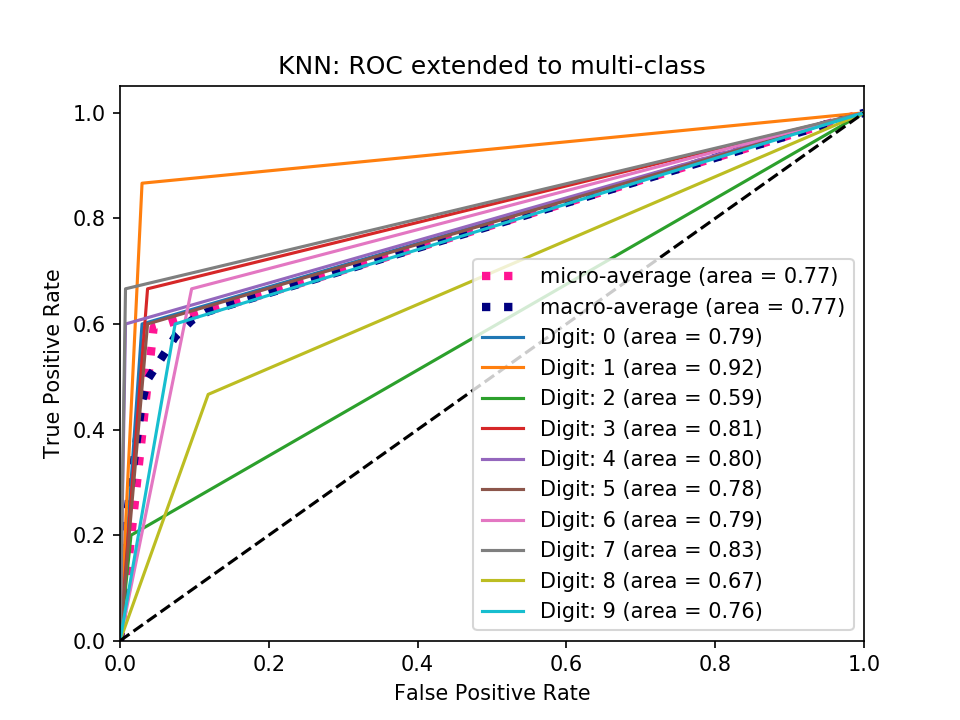 KNN: ROC extended to multi-class
True Positive Rate
1.0
0.8
0.6
0.4
0.2
0.0
micro-average (area = 0.77)
macro-average (area = 0.77)
Digit: 0 (area = 0.79)
Digit: 1 (area = 0.92)
Digit: 2 (area = 0.59)
Digit: 3 (area = 0.81)
Digit: 4 (area = 0.80)
Digit: 5 (area = 0.78)
Digit: 6 (area = 0.79)
Digit: 7 (area = 0.83)
Digit: 8 (area = 0.67)
Digit: 9 (area = 0.76)
0.0 0.2 0.4 0.6 0.8 1.0
False Positive Rate